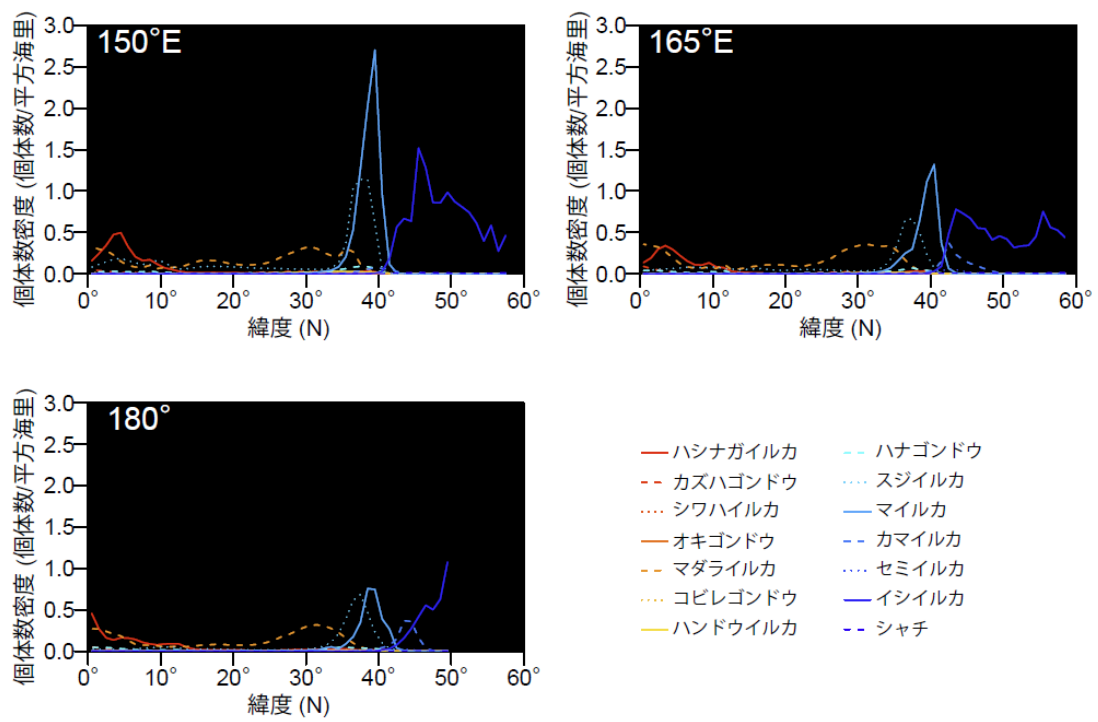 150°E
個体数密度 (個体数/平方海里)
3.0
2.5
2.0
1.5
1.0
0.5
0.0
0° 10° 20° 30° 40° 50° 60°
緯度 (N)
165°E
個体数密度 (個体数/平方海里)
3.0
2.5
2.0
1.5
1.0
0.5
0.0
0° 10° 20° 30° 40° 50° 60°
緯度 (N)
180°
個体数密度 (個体数/平方海里)
3.0
2.5
2.0
1.5
1.0
0.5
0.0
0° 10° 20° 30° 40° 50° 60°
緯度 (N)
ハシナガイルカ
カズハゴンドウ
シワハイルカ
オキゴンドウ
マダライルカ
コビレゴンドウ
ハンドウイルカ
ハナゴンドウ
スジイルカ
マイルカ
カマイルカ
セミイルカ
イシイルカ
シャチ